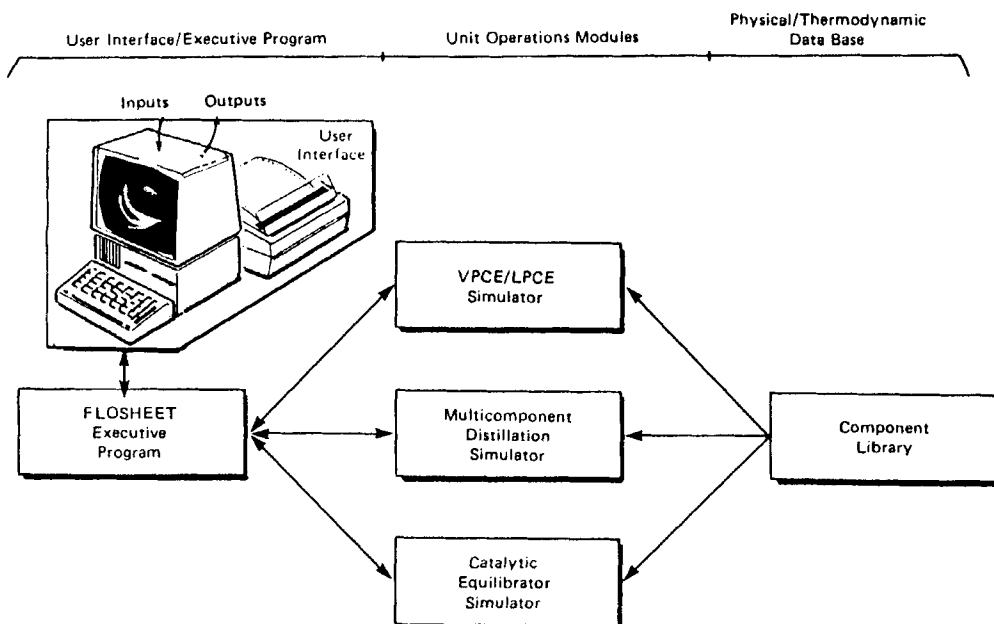 User Interface/Executive Program
Unit Operations Modules
Physical/Thermodynamic
Data Base
Inputs
Outputs
User
Interface
VPCE/LPCE
Simulator
FLOSHEET
Executive
Program
Multicomponent
Distillation
Simulator
Component
Library
Catalytic
Equilibrator
Simulator